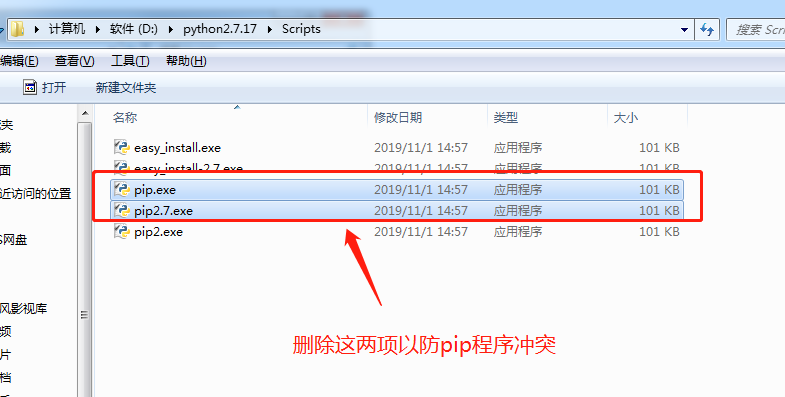 计算机 软件 (D:) python2.7.17 Scripts 搜索 Scri
编辑(E) 查看(V) 工具(T) 帮助(H)
打开 新建文件夹
名称 修改日期 类型 大小
夹
载
面
近访问的位置
S网盘
风影视库
频
片
档
easy_install.exe 2019/11/1 14:57 应用程序 101 KB
easy_install-2.7.exe 2019/11/1 14:57 应用程序 101 KB
pip.exe 2019/11/1 14:57 应用程序 101 KB
pip2.7.exe 2019/11/1 14:57 应用程序 101 KB
pip2.exe 2019/11/1 14:57 应用程序 101 KB
删除这两项以防pip程序冲突